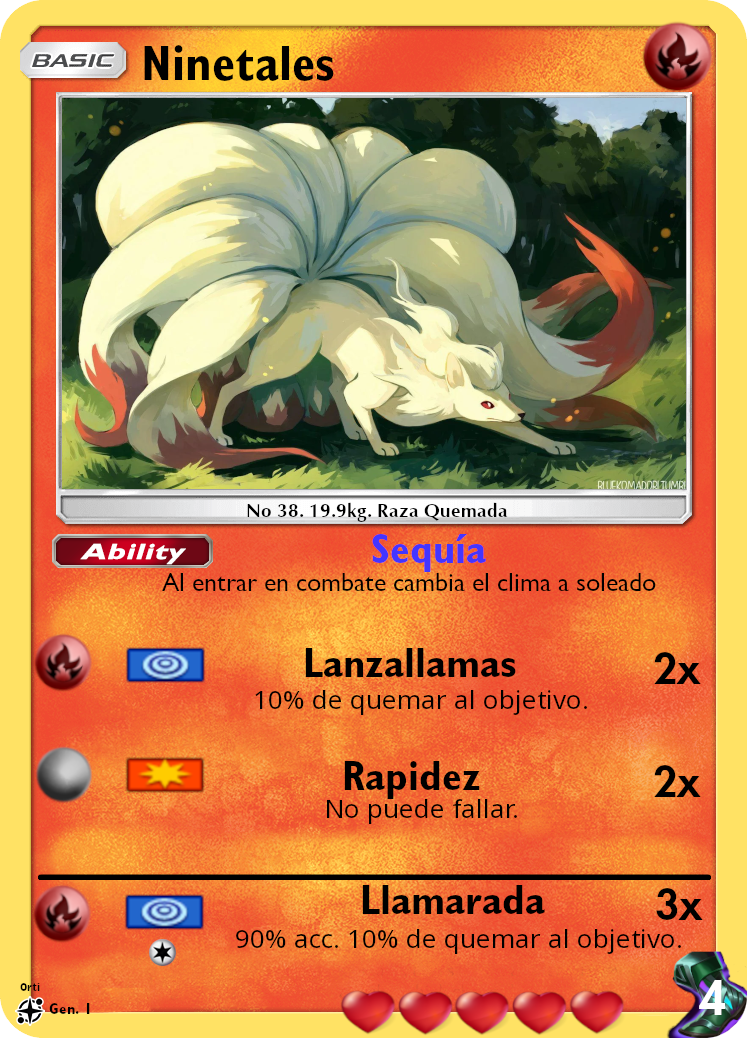 BASIC
Ninetales
BLUEKOMADORI.TUMBL
No 38. 19.9kg. Raza Quemada
Ability
Sequía
Al entrar en combate cambia el clima a soleado
Lanzallamas 2x
10% de quemar al objetivo.
Rapidez 2x
No puede fallar.
Llamarada 3x
90% acc. 10% de quemar al objetivo.
Orti
Gen. I
4